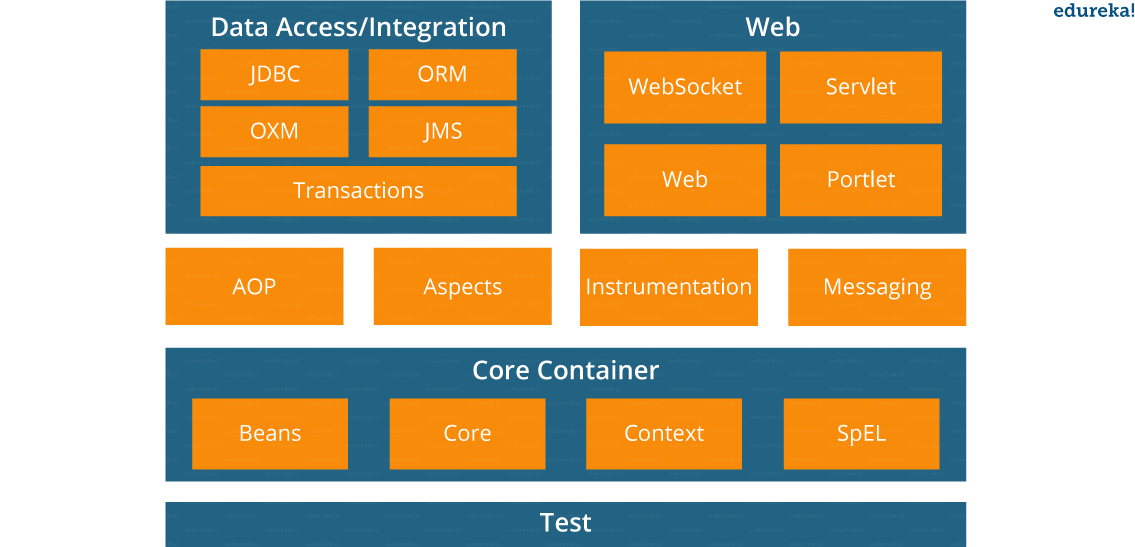 edureka!
Data Access/Integration
JDBC
ORM
OXM
JMS
Transactions
Web
WebSocket
Servlet
Web
Portlet
AOP
Aspects
Instrumentation
Messaging
Core Container
Beans
Core
Context
SpEL
Test